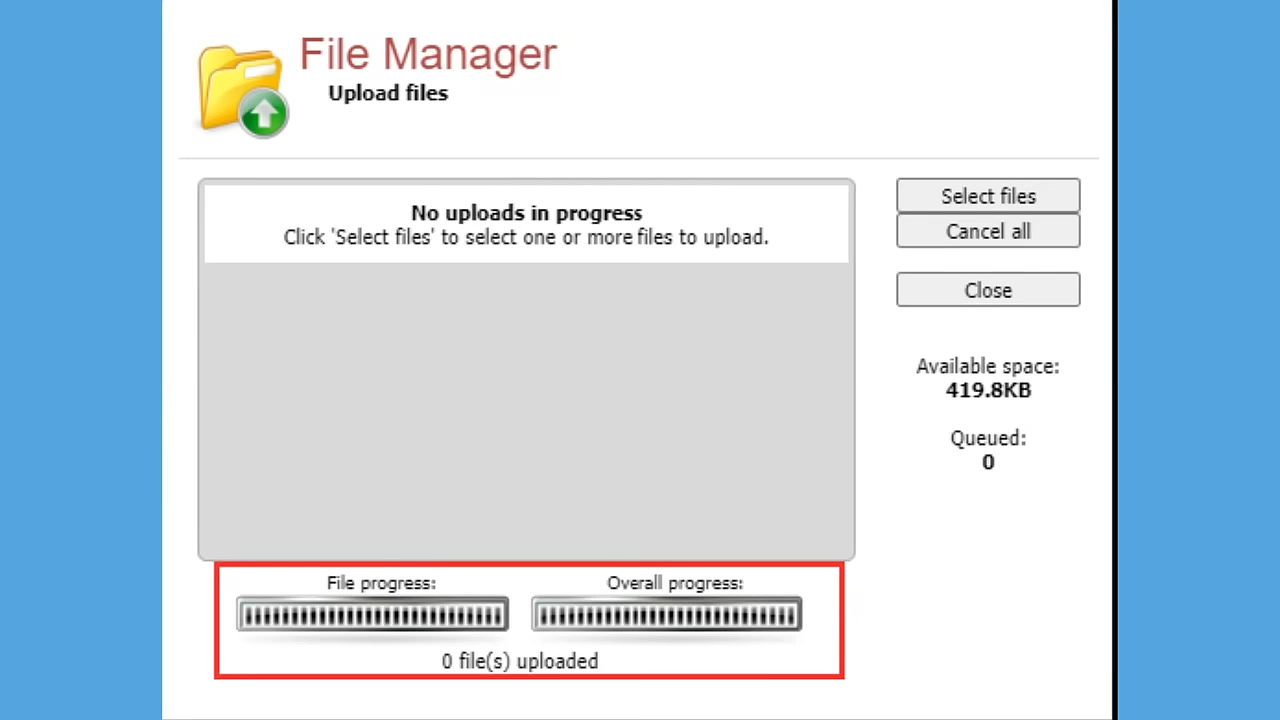 File Manager
Upload files
No uploads in progress
Click 'Select files' to select one or more files to upload.
Select files
Cancel all
Close
Available space:
419.8KB
Queued:
0
File progress:
Overall progress:
0 file(s) uploaded